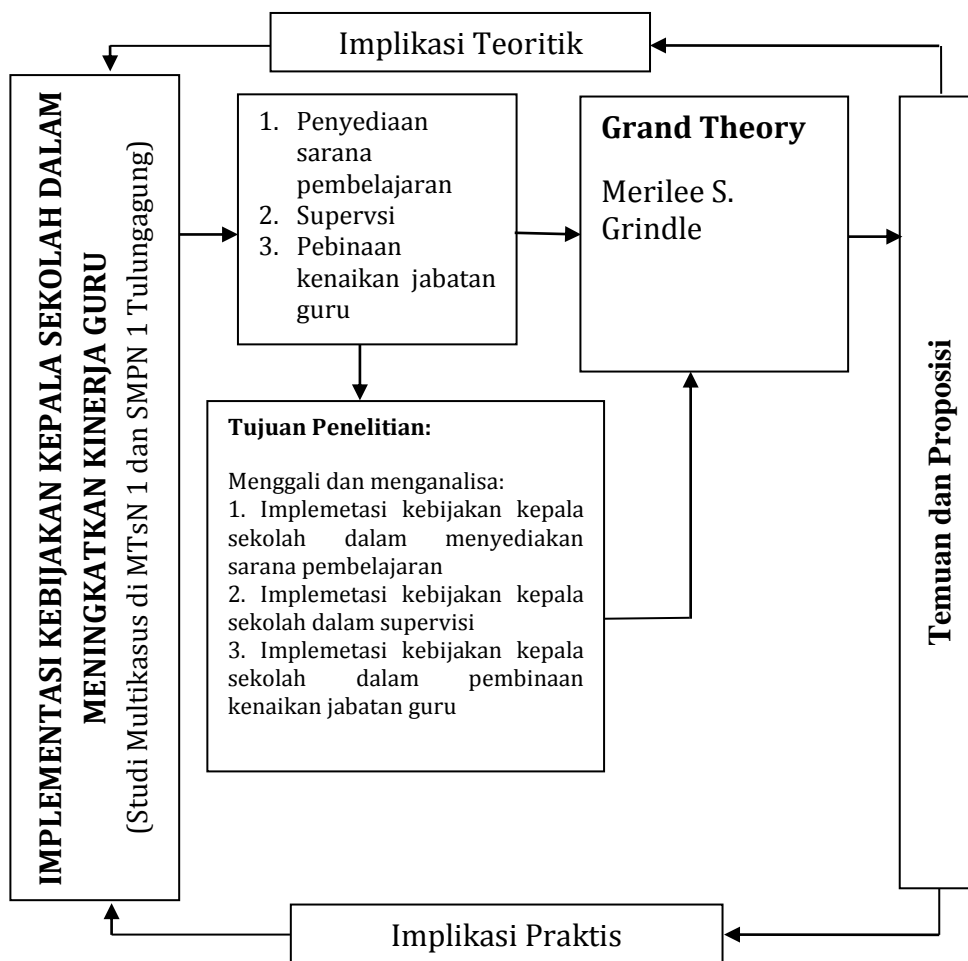 Implikasi Teoritik
IMPLEMENTASI KEBIJAKAN KEPALA SEKOLAH DALAM
MENINGKATKAN KINERJA GURU
(Studi Multikasus di MTsN 1 dan SMPN 1 Tulungagung)
1. Penyediaan
sarana
pembelajaran
2. Supervsi
3. Pebinaan
kenaikan jabatan
guru
Grand Theory
Merilee S.
Grindle
Tujuan Penelitian:
Menggali dan menganalisa:
1. Implemetasi kebijakan kepala
sekolah dalam menyediakan
sarana pembelajaran
2. Implemetasi kebijakan kepala
sekolah dalam supervisi
3. Implemetasi kebijakan kepala
sekolah dalam pembinaan
kenaikan jabatan guru
Temuan dan Proposisi
Implikasi Praktis